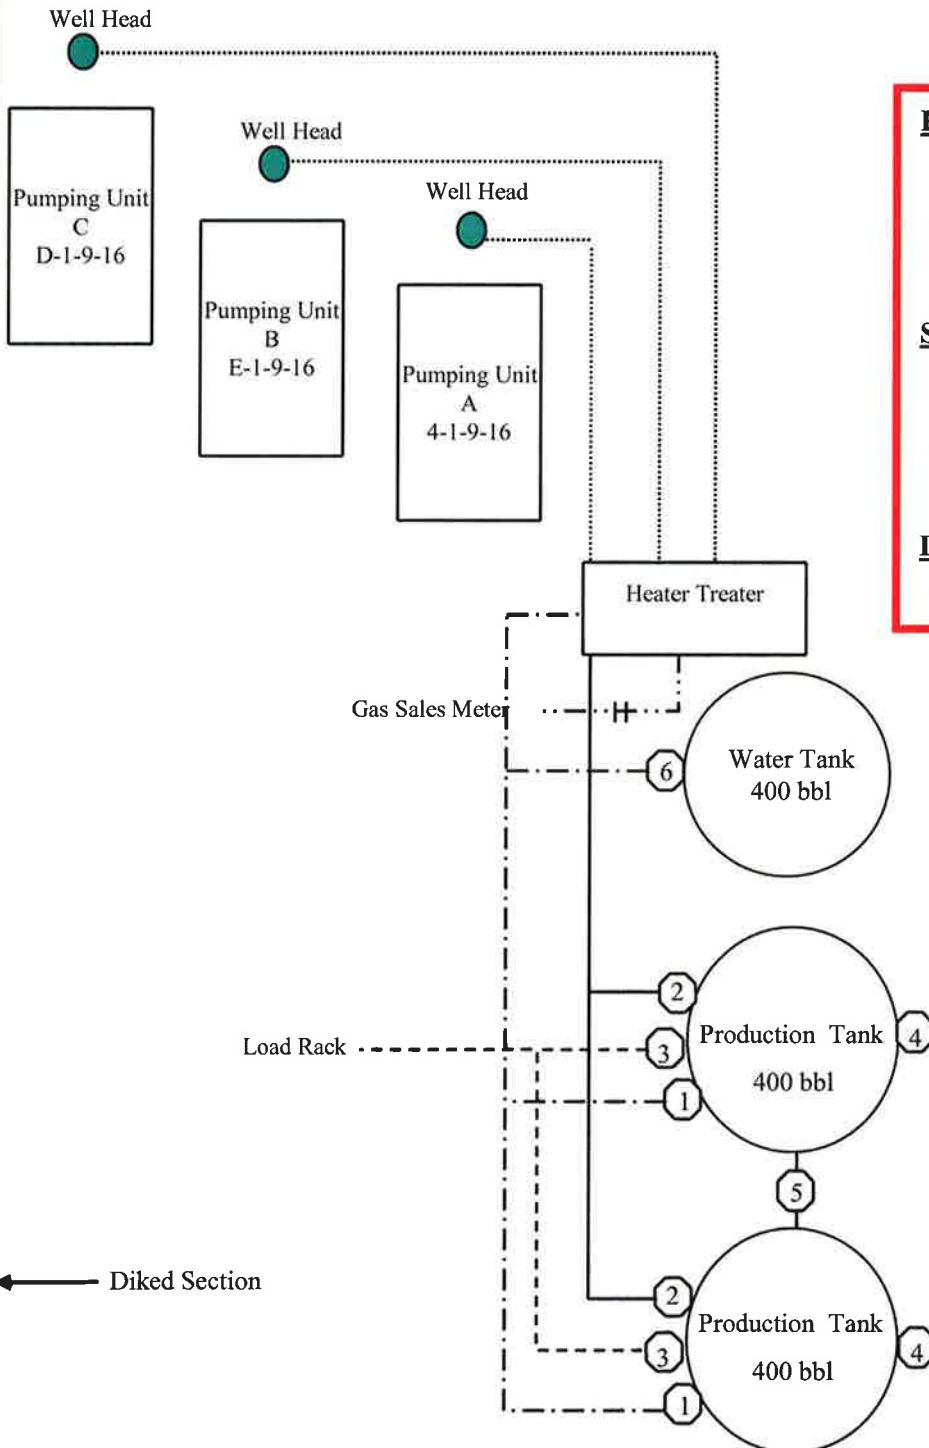 Well Head
Well Head
Well Head
Pumping Unit
C
D-1-9-16
Pumping Unit
B
E-1-9-16
Pumping Unit
A
4-1-9-16
Heater Treater
Gas Sales Meter
6
Water Tank
400 bbl
2
Load Rack
3
Production Tank
4
400 bbl
1
5
Diked Section
2
Production Tank
3
4
400 bbl
1